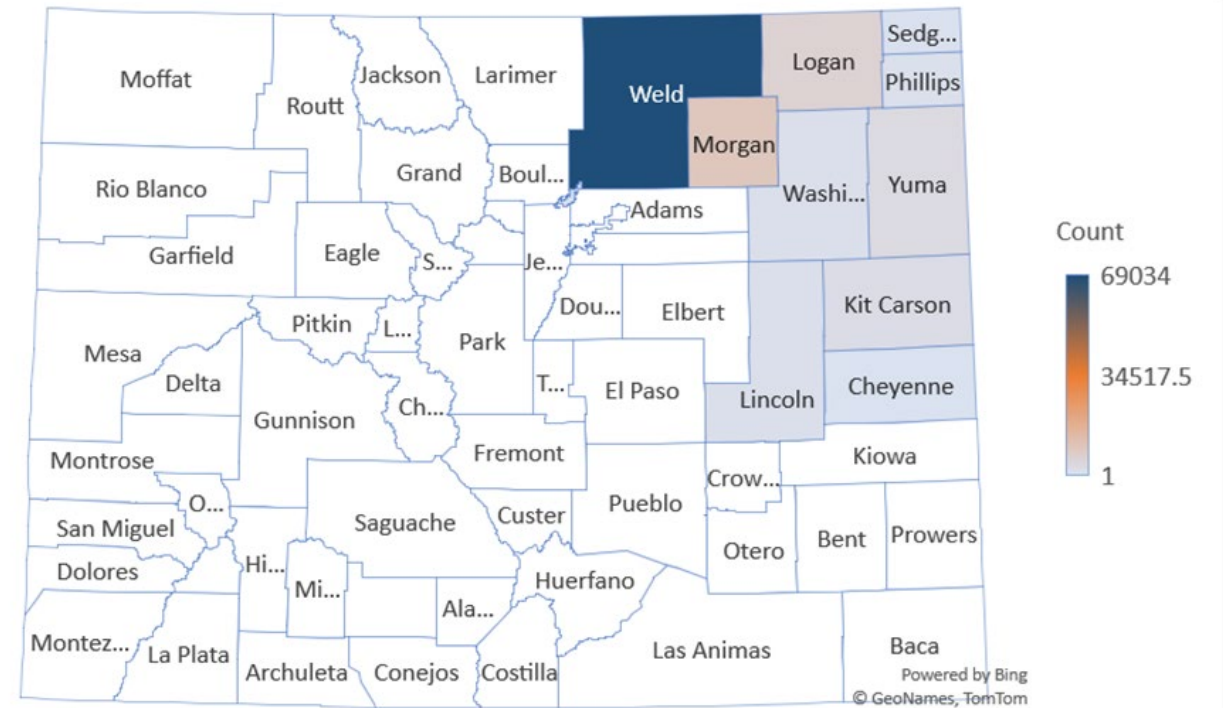 Moffat
Routt
Jackson
Larimer
Weld
Logan
Sedg...
Phillips
Morgan
Rio Blanco
Grand
Boul...
Washi...
Yuma
Adams
Garfield
Eagle
S...
Je...
Count
69034
34517.5
1
Dou...
Elbert
Kit Carson
Mesa
Pitkin
L...
Park
Delta
T...
El Paso
Lincoln
Cheyenne
Gunnison
Ch...
Montrose
Fremont
Crow...
Kiowa
O...
San Miguel
Saguache
Custer
Pueblo
Otero
Bent
Prowers
Dolores
Hi...
Mi...
Huerfano
Ala...
Montez...
La Plata
Archuleta
Conejos
Costilla
Las Animas
Baca
Powered by Bing
© GeoNames, TomTom